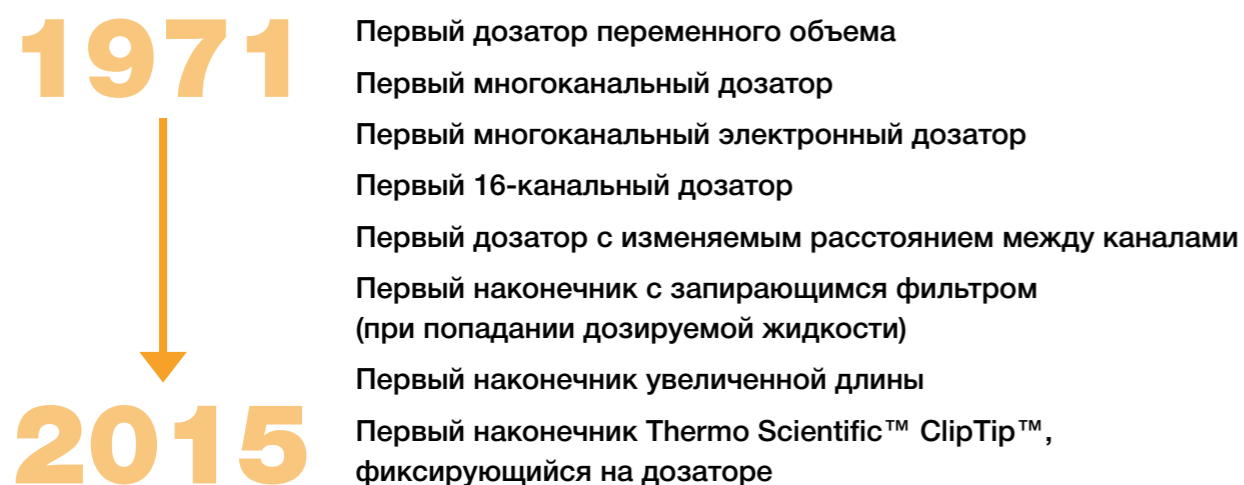 1971
Первый дозатор переменного объема
Первый многоканальный дозатор
Первый многоканальный электронный дозатор
Первый 16-канальный дозатор
Первый дозатор с изменяемым расстоянием между каналами
Первый наконечник с запирающимся фильтром
(при попадании дозируемой жидкости)
Первый наконечник увеличенной длины
2015
Первый наконечник Thermo Scientific™ ClipTip™,
фиксирующийся на дозаторе